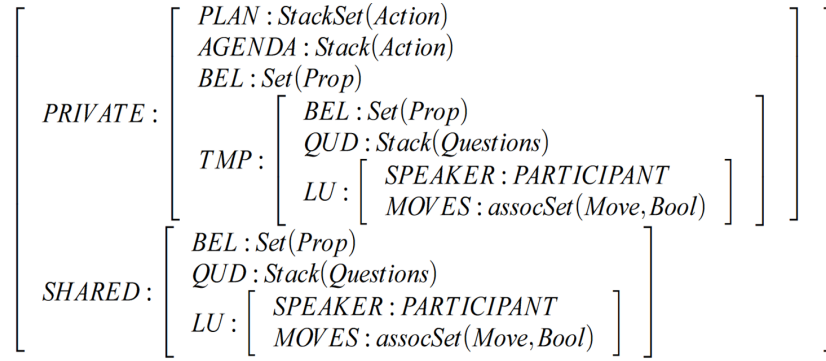 PLAN : StackSet(Action)
AGENDA : Stack(Action)
BEL : Set(Prop)
PRIVATE :
BEL : Set(Prop)
QUD : Stack(Questions)
TMP :
SPEAKER : PARTICIPANT
LU :
MOVES : assocSet(Move, Bool)
BEL : Set(Prop)
QUD : Stack(Questions)
SHARED :
SPEAKER : PARTICIPANT
LU :
MOVES : assocSet(Move, Bool)